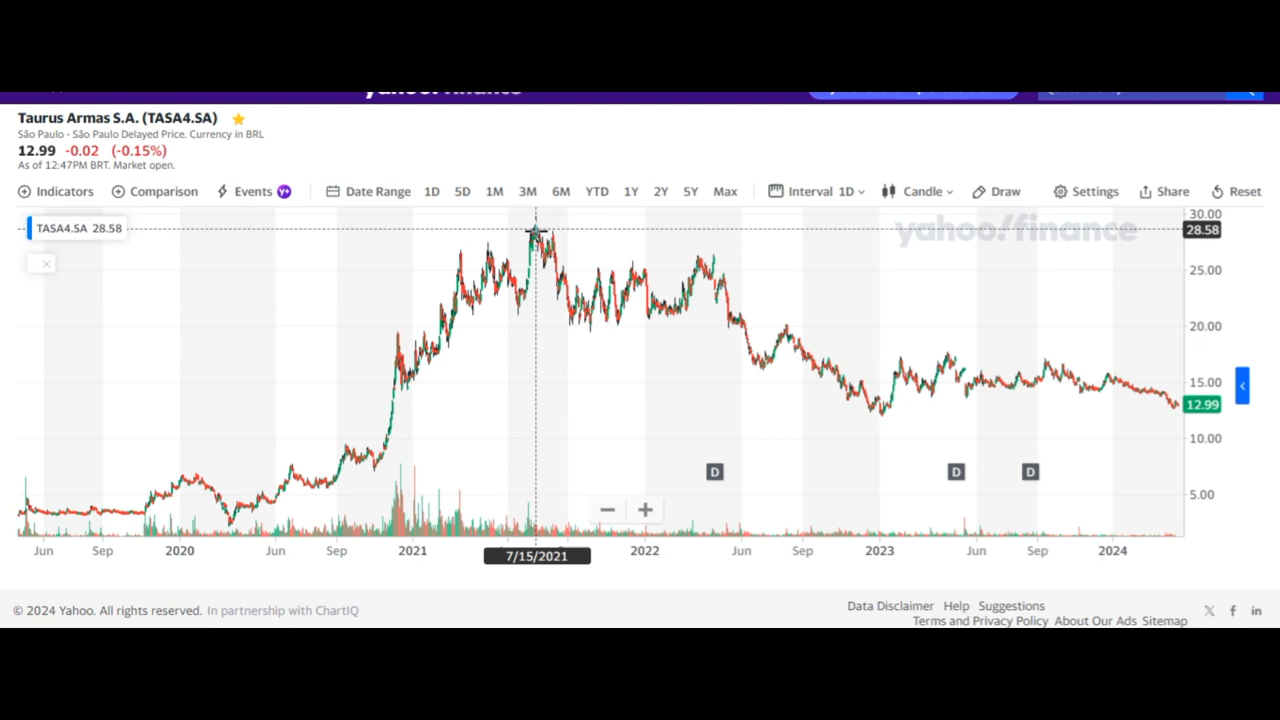 Taurus Armas S.A. (TASA4.SA)
São Paulo - São Paulo Delayed Price. Currency in BRL
12.99 -0.02 (-0.15%)
As of 12:47PM BRT. Market open.
Indicators Comparison Events Y+ Date Range 1D 5D 1M 3M 6M YTD 1Y 2Y 5Y Max Interval 1D Candle Draw Settings Share Reset
TASA4.SA 28.58
yahoo!finance
30.00
28.58
25.00
20.00
15.00
12.99
10.00
5.00
D D D
Jun Sep 2020 Jun Sep 2021 2022 Jun Sep 2023 Jun Sep 2024
7/15/2021
© 2024 Yahoo. All rights reserved. In partnership with ChartIQ
Data Disclaimer Help Suggestions
Terms and Privacy Policy About Our Ads Sitemap